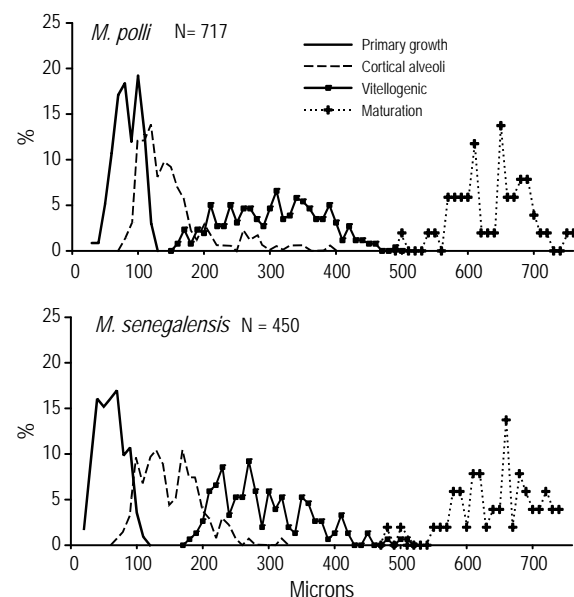 25
M. polli N= 717
Primary growth
20
Cortical alveoli
Vitellogenic
15
Maturation
%
10
5
0
0 100 200 300 400 500 600 700
25
M. senegalensis N = 450
20
15
%
10
5
0
0 100 200 300 400 500 600 700
Microns